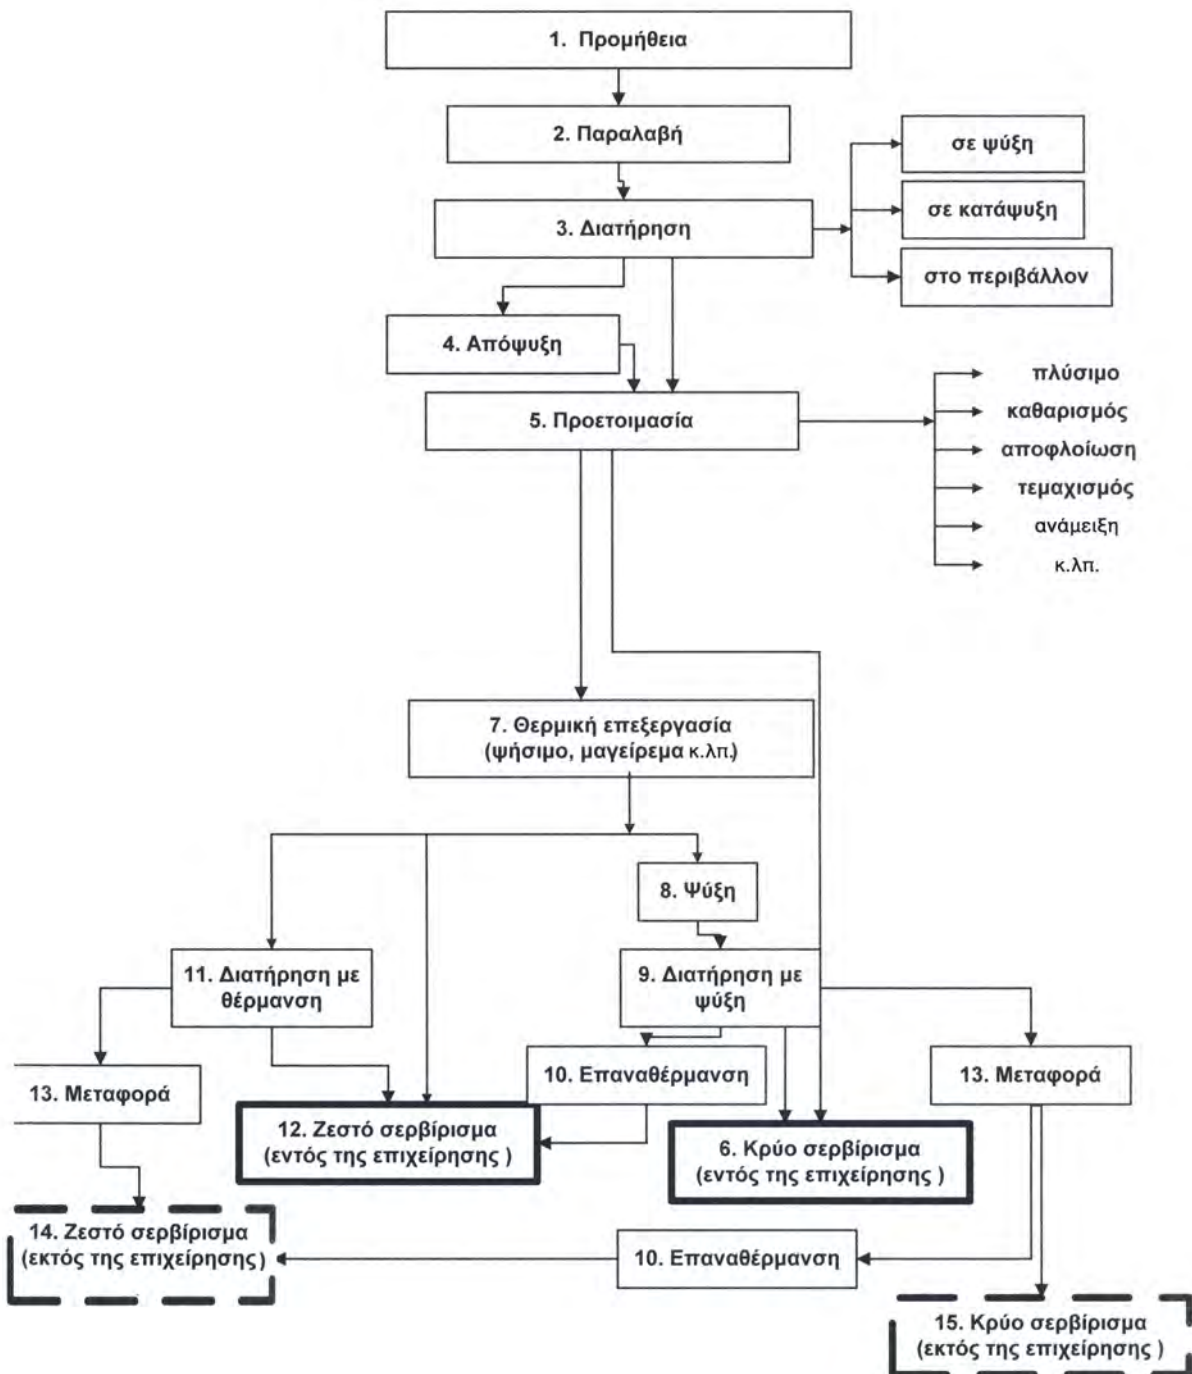 1. Προμήθεια
2. Παραλαβή
σε ψύξη
σε κατάψυξη
3. Διατήρηση
στο περιβάλλον
4. Απόψυξη
πλύσιμο
5. Προετοιμασία
καθαρισμός
αποφλοίωση
τεμαχισμός
ανάμειξη
κ.λπ.
7. Θερμική επεξεργασία
(ψήσιμο, μαγείρεμα κ.λπ.)
8. Ψύξη
11. Διατήρηση με
θέρμανση
9. Διατήρηση με
ψύξη
13. Μεταφορά
10. Επαναθέρμανση
13. Μεταφορά
12. Ζεστό σερβίρισμα
(εντός της επιχείρησης )
6. Κρύο σερβίρισμα
(εντός της επιχείρησης )
14. Ζεστό σερβίρισμα
(εκτός της επιχείρησης )
10. Επαναθέρμανση
15. Κρύο σερβίρισμα
(εκτός της επιχείρησης )